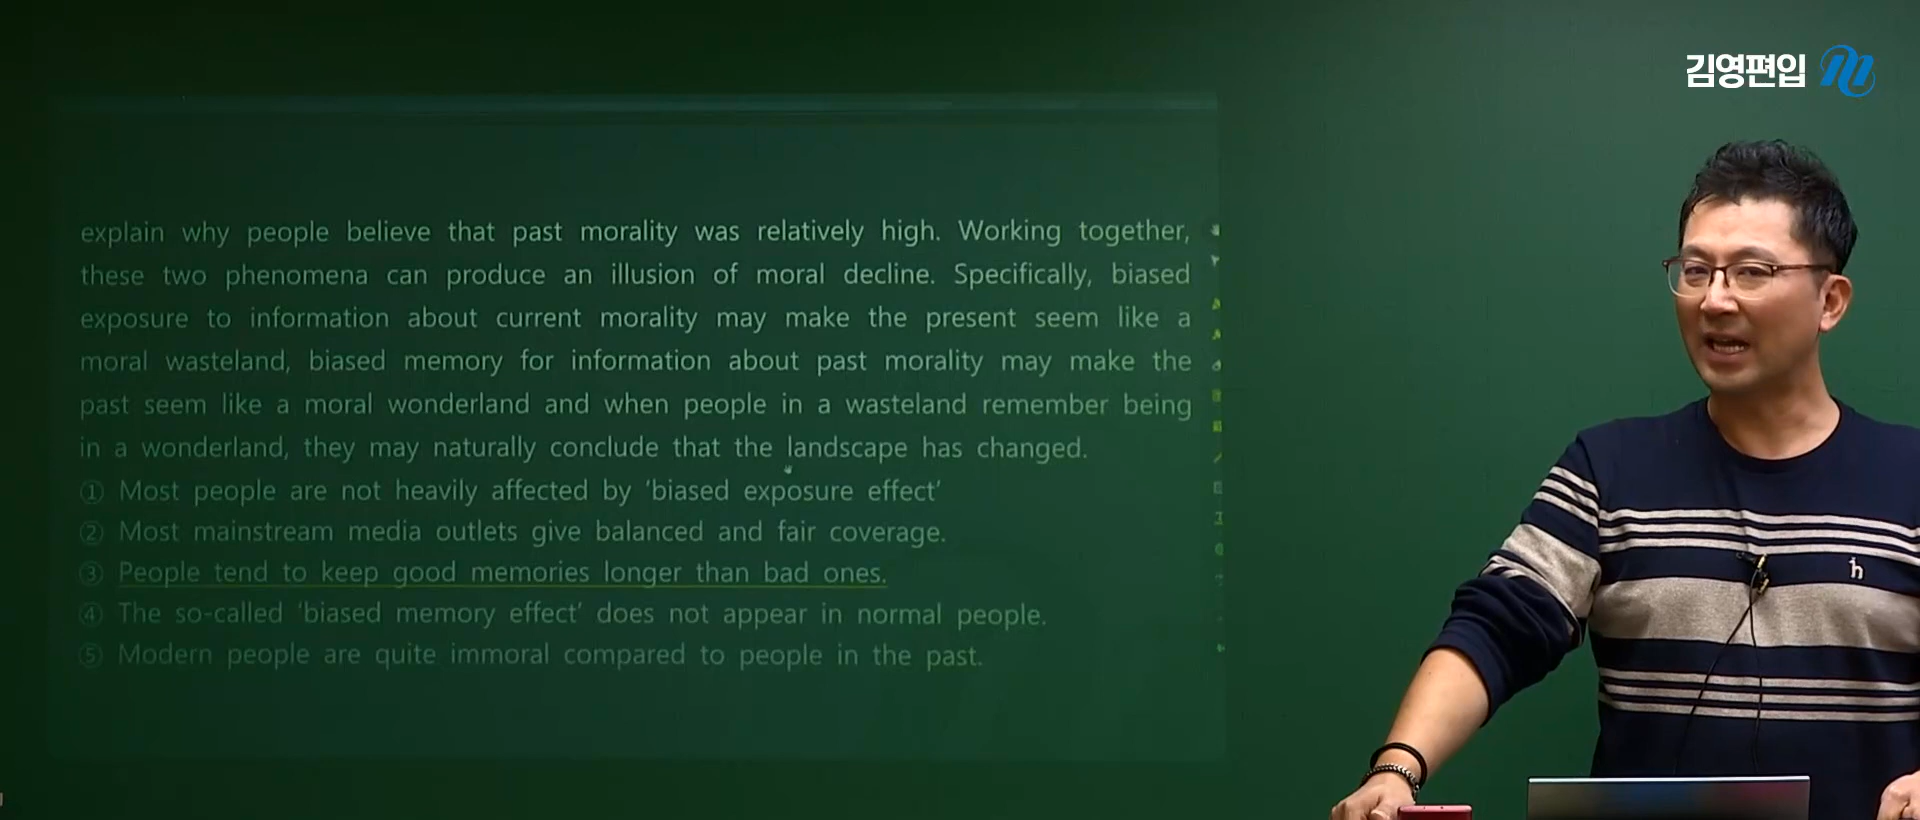 김영편입
explain why people believe that past morality was relatively high. Working together,
these two phenomena can produce an illusion of moral decline. Specifically, biased
exposure to information about current morality may make the present seem like a
moral wasteland, biased memory for information about past morality may make the
past seem like a moral wonderland and when people in a wasteland remember being
in a wonderland, they may naturally conclude that the landscape has changed.
① Most people are not heavily affected by ‘biased exposure effect’
② Most mainstream media outlets give balanced and fair coverage.
③ People tend to keep good memories longer than bad ones.
④ The so-called ‘biased memory effect’ does not appear in normal people.
⑤ Modern people are quite immoral compared to people in the past.
h